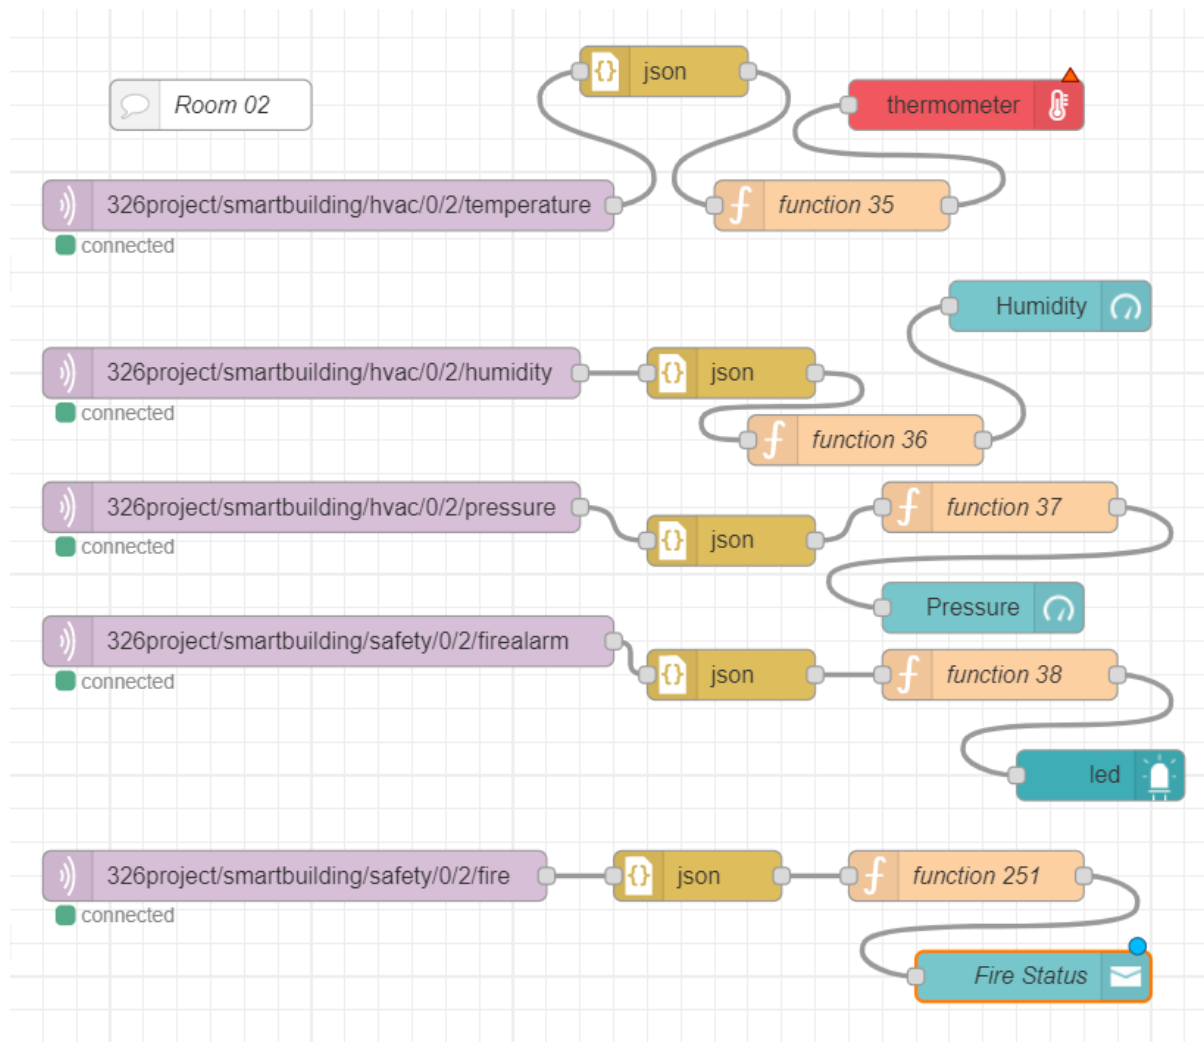 json
Room 02
thermometer
326project/smartbuilding/hvac/0/2/temperature
function 35
connected
Humidity
326project/smartbuilding/hvac/0/2/humidity
json
connected
function 36
326project/smartbuilding/hvac/0/2/pressure
function 37
json
connected
Pressure
326project/smartbuilding/safety/0/2/firealarm
json
function 38
connected
led
326project/smartbuilding/safety/0/2/fire
json
function 251
connected
Fire Status